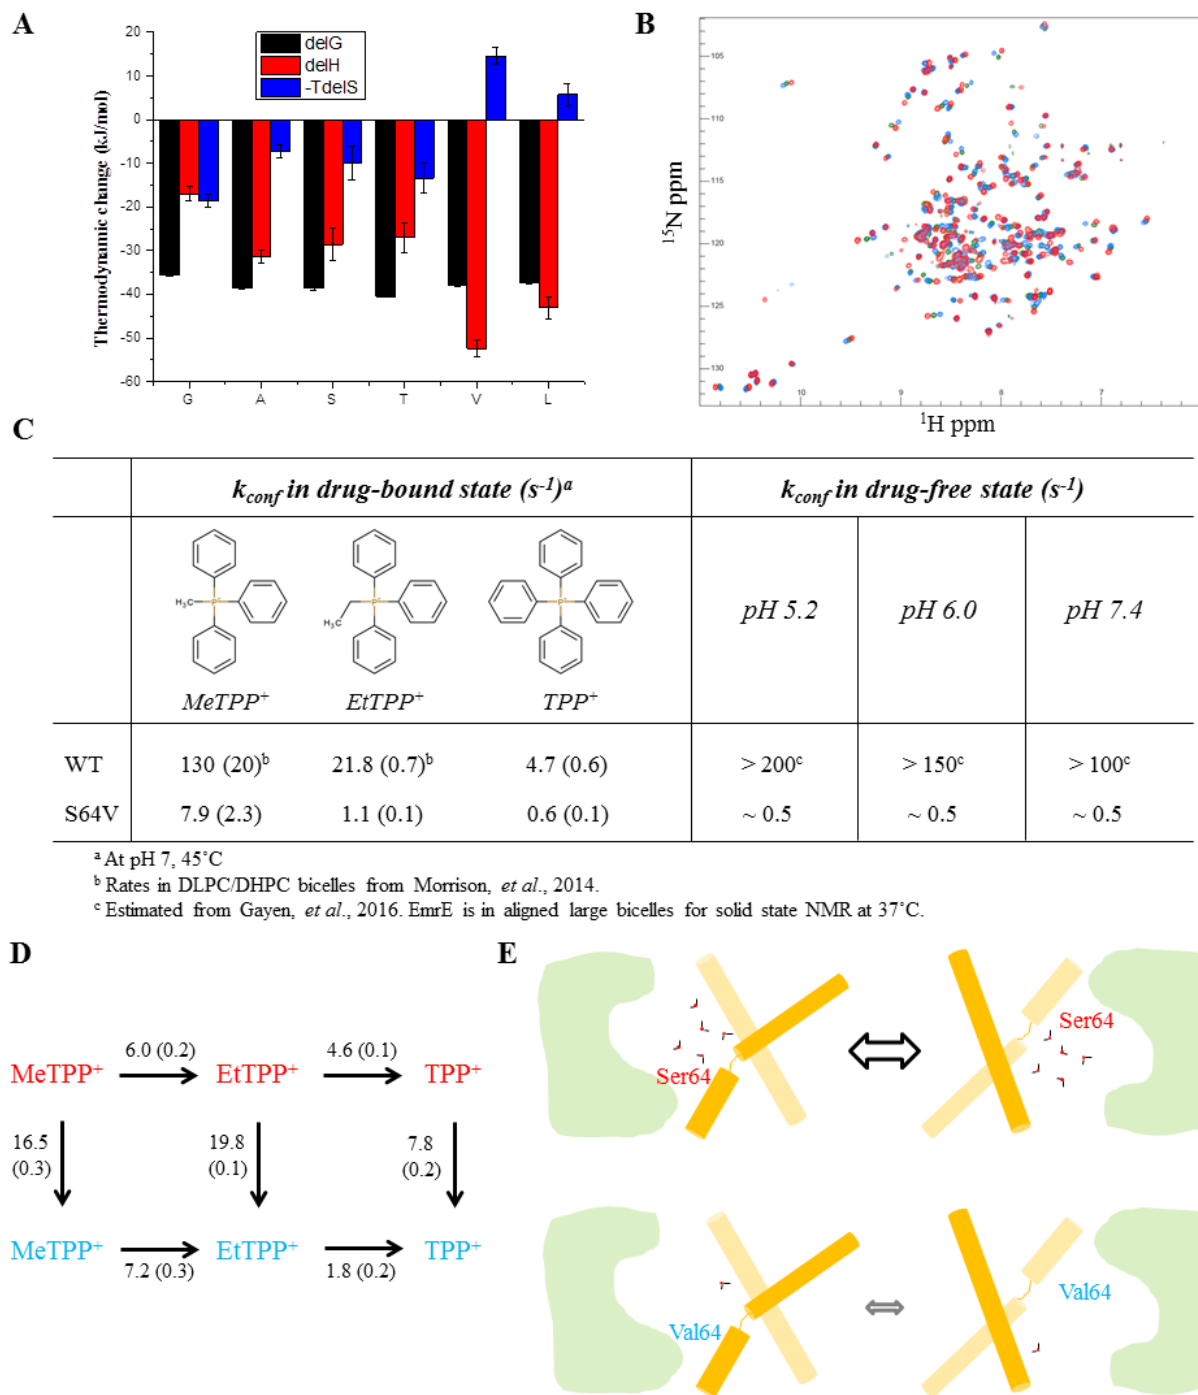 A
B
20
10
0
-10
-20
-30
-40
-50
-60
Thermodynamic change (kJ/mol)
delG
delH
-TdelS
G A S T V L
105
110
115
120
125
130
15N ppm
10 9 8 7
1H ppm
C
kconf in drug-bound state (s-1)a kconf in drug-free state (s-1)
H3C P+ H3C P+ P+
MeTPP+ EtTPP+ TPP+ pH 5.2 pH 6.0 pH 7.4
WT 130 (20)b 21.8 (0.7)b 4.7 (0.6) > 200c > 150c > 100c
S64V 7.9 (2.3) 1.1 (0.1) 0.6 (0.1) ~ 0.5 ~ 0.5 ~ 0.5
a At pH 7, 45˚C
b Rates in DLPC/DHPC bicelles from Morrison, et al., 2014.
c Estimated from Gayen, et al., 2016. EmrE is in aligned large bicelles for solid state NMR at 37˚C.
D
6.0 (0.2) 4.6 (0.1)
MeTPP+ EtTPP+ TPP+
16.5 19.8 7.8
(0.3) (0.1) (0.2)
MeTPP+ EtTPP+ TPP+
7.2 (0.3) 1.8 (0.2)
E
Ser64
Ser64
Val64
Val64